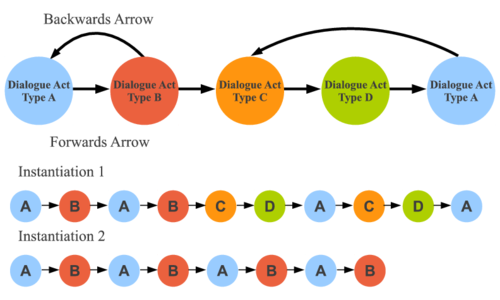 Backwards Arrow
Dialogue Act Type A
Dialogue Act Type B
Dialogue Act Type C
Dialogue Act Type D
Dialogue Act Type A
Forwards Arrow
Instantiation 1
A B A B C D A C D A
Instantiation 2
A B A B A B A B